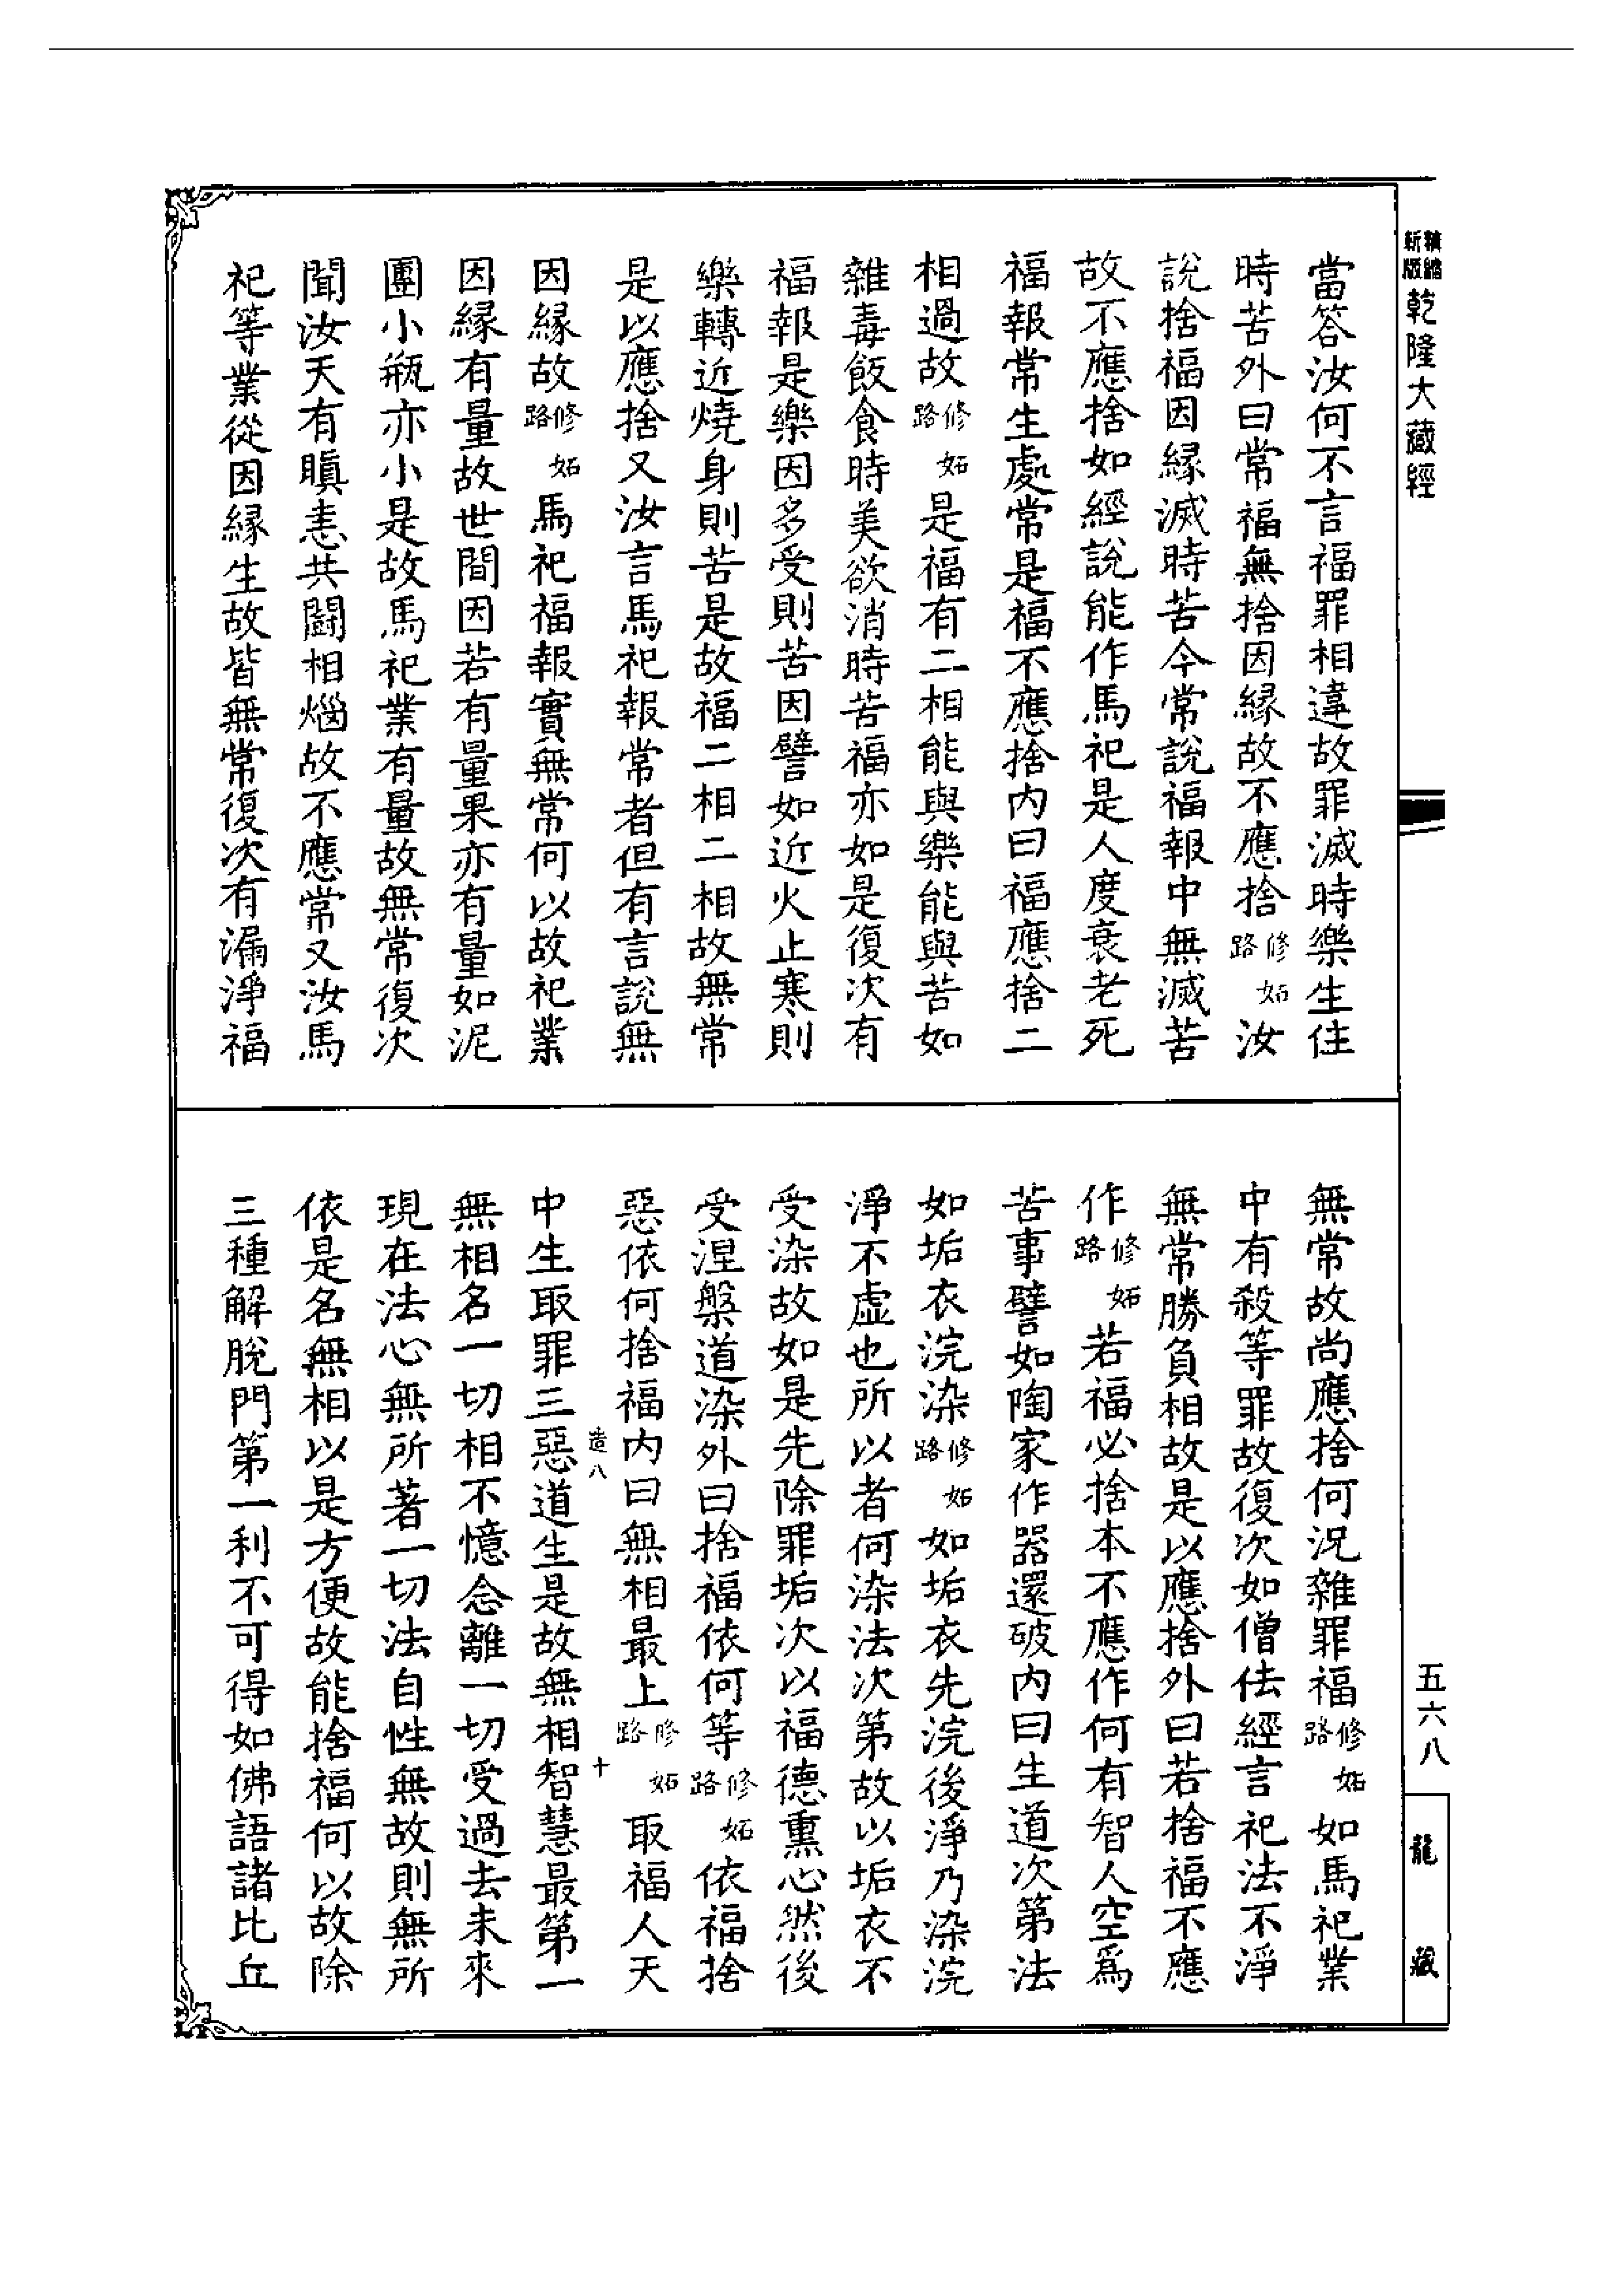 精縮
新版
乾隆大藏經
當答汝何不言福罪相違故罪滅時樂生住
時苦外曰常福無捨因緣故不應捨修妬路汝
說捨福因緣滅時苦今常說福報中無滅苦
故不應捨如經說能作馬祀是人度衰老死
福報常生處常是福不應捨內曰福應捨二
相過故修妬路是福有二相能與樂能與苦如
雜毒飯食時美欲消時苦福亦如是復次有
福報是樂因多受則苦因譬如近火止寒則
樂轉近燒身則苦是故福二相二相故無常
是以應捨又汝言馬祀報常者但有言說無
因緣故修妬路馬祀福報實無常何以故祀業
因緣有量故世間因若有量果亦有量如泥
團小瓶亦小是故馬祀業有量故無常復次
聞汝天有瞋恚共鬪相惱故不應常又汝馬
祀等業從因緣生故皆無常復次有漏淨福
無常故尚應捨何況雜罪福修妬路如馬祀業
中有殺等罪故復次如僧佉經言祀法不淨
無常勝負相故是以應捨外曰若捨福不應
作修妬路若福必捨本不應作何有智人空爲
苦事譬如陶家作器還破內曰生道次第法
如垢衣浣染修妬路如垢衣先浣後淨乃染浣
淨不虛也所以者何染法次第故以垢衣不
受染故如是先除罪垢次以福德熏心然後
受涅槃道染外曰捨福依何等修妬路依福捨
惡依何捨福內曰無相最上修妬路取福人天
造八
十
中生取罪三惡道生是故無相智慧最第一
無相名一切相不憶念離一切受過去未來
現在法心無所著一切法自性無故則無所
依是名無相以是方便故能捨福何以故除
三種解脫門第一利不可得如佛語諸比丘
五六八
龍藏